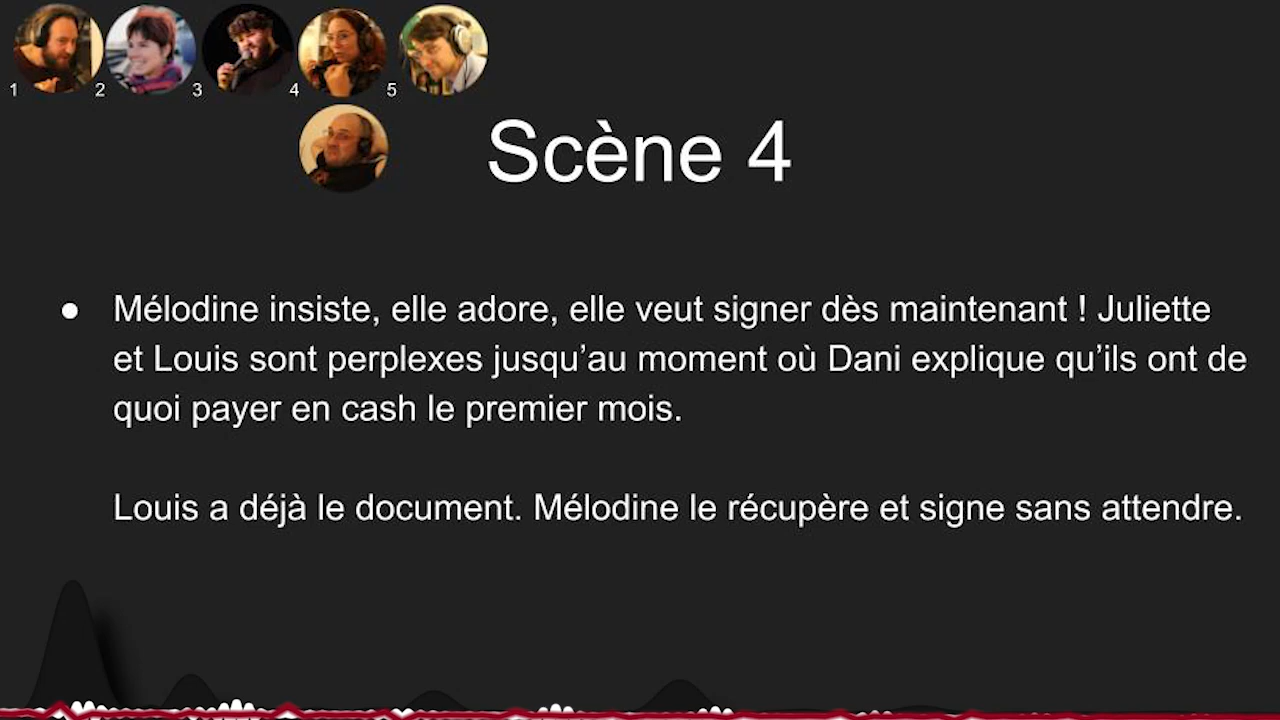 1 2 3 4 5
Scène 4
● Mélodine insiste, elle adore, elle veut signer dès maintenant ! Juliette
et Louis sont perplexes jusqu’au moment où Dani explique qu’ils ont de
quoi payer en cash le premier mois.
Louis a déjà le document. Mélodine le récupère et signe sans attendre.